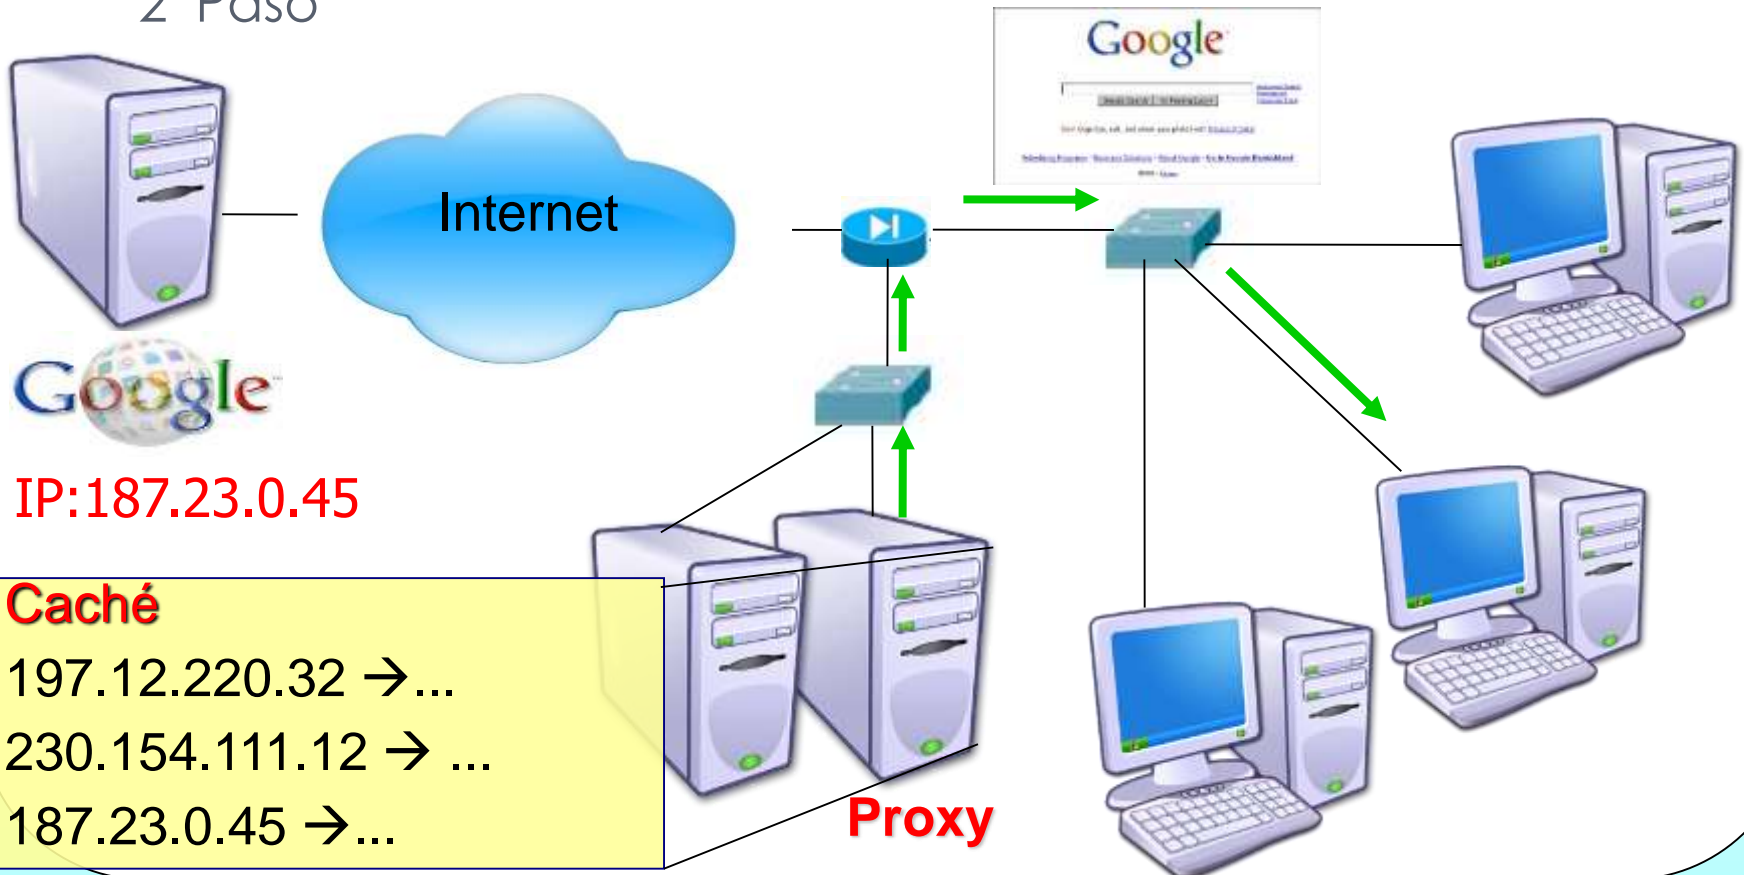 2 Paso
Google
Internet
Google
IP:187.23.0.45
Caché
197.12.220.32 →...
230.154.111.12 → ...
187.23.0.45 →...
Proxy